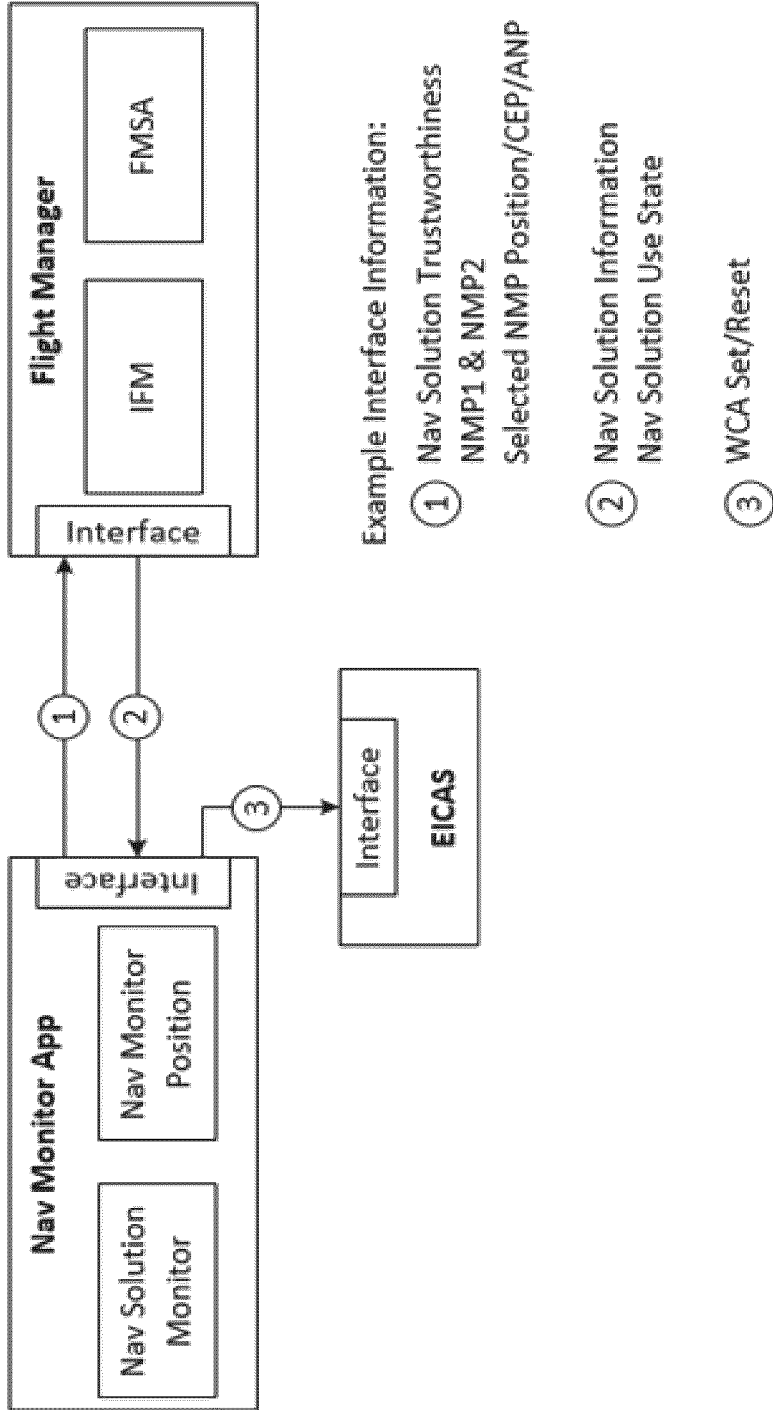 Nav Monitor App
Nav Solution
Monitor
Nav Monitor
Position
Interface
1
2
3
Interface
EICAS
Flight Manager
Interface
IFM
FMSA
Example Interface Information:
1 Nav Solution Trustworthiness
NMP1 & NMP2
Selected NMP Position/CEP/ANP
2 Nav Solution Information
Nav Solution Use State
3 WCA Set/Reset